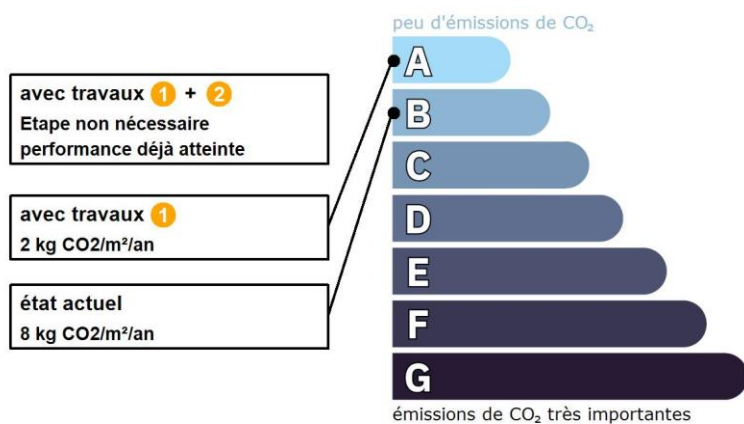 peu d'émissions de CO₂
A
B
C
D
E
F
G
émissions de CO₂ très importantes
avec travaux 1 + 2
Etape non nécessaire
performance déjà atteinte
avec travaux 1
2 kg CO2/m²/an
état actuel
8 kg CO2/m²/an